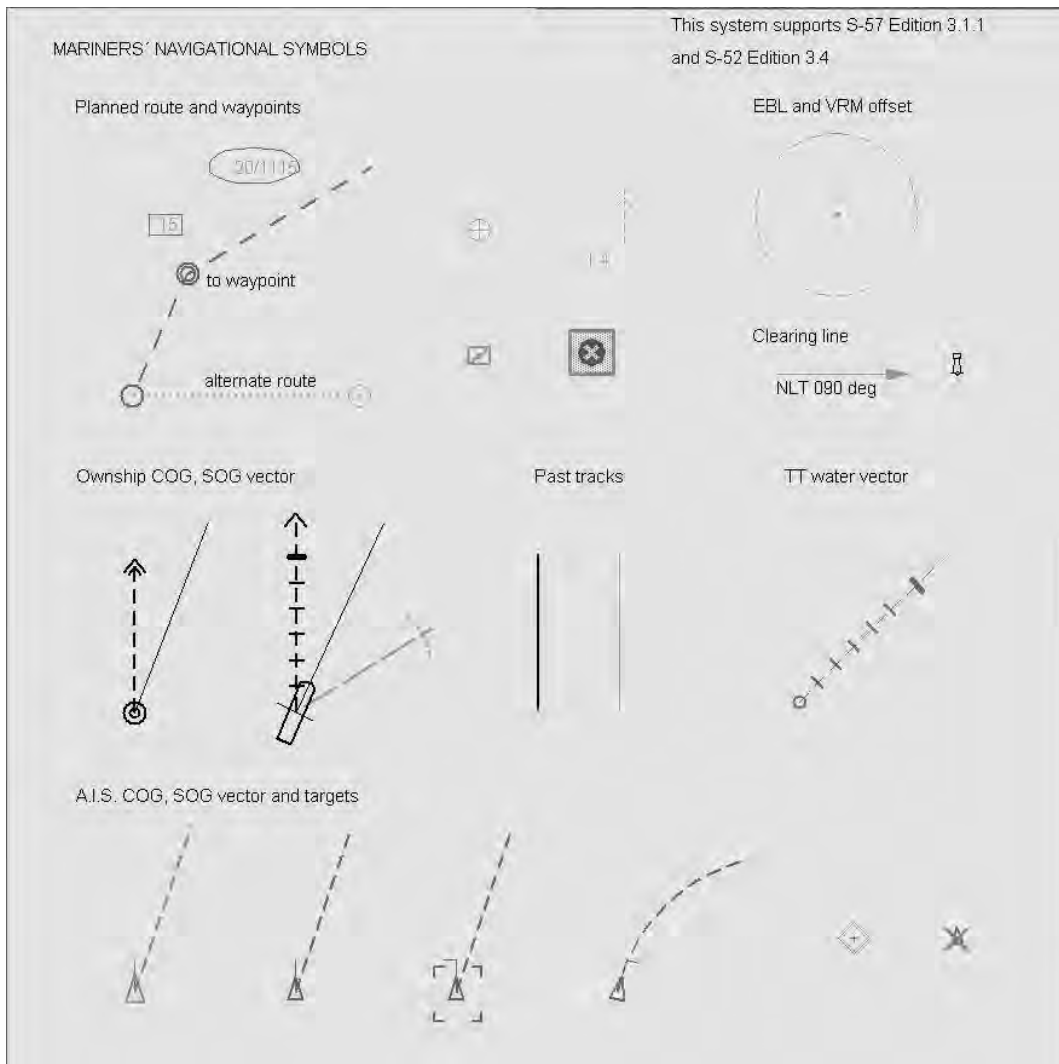 This system supports S-57 Edition 3.1.1
and S-52 Edition 3.4
MARINERS´ NAVIGATIONAL SYMBOLS
Planned route and waypoints
EBL and VRM offset
30/1115
15
to waypoint
Clearing line
alternate route
NLT 090 deg
Ownship COG, SOG vector
Past tracks
TT water vector
A.I.S. COG, SOG vector and targets